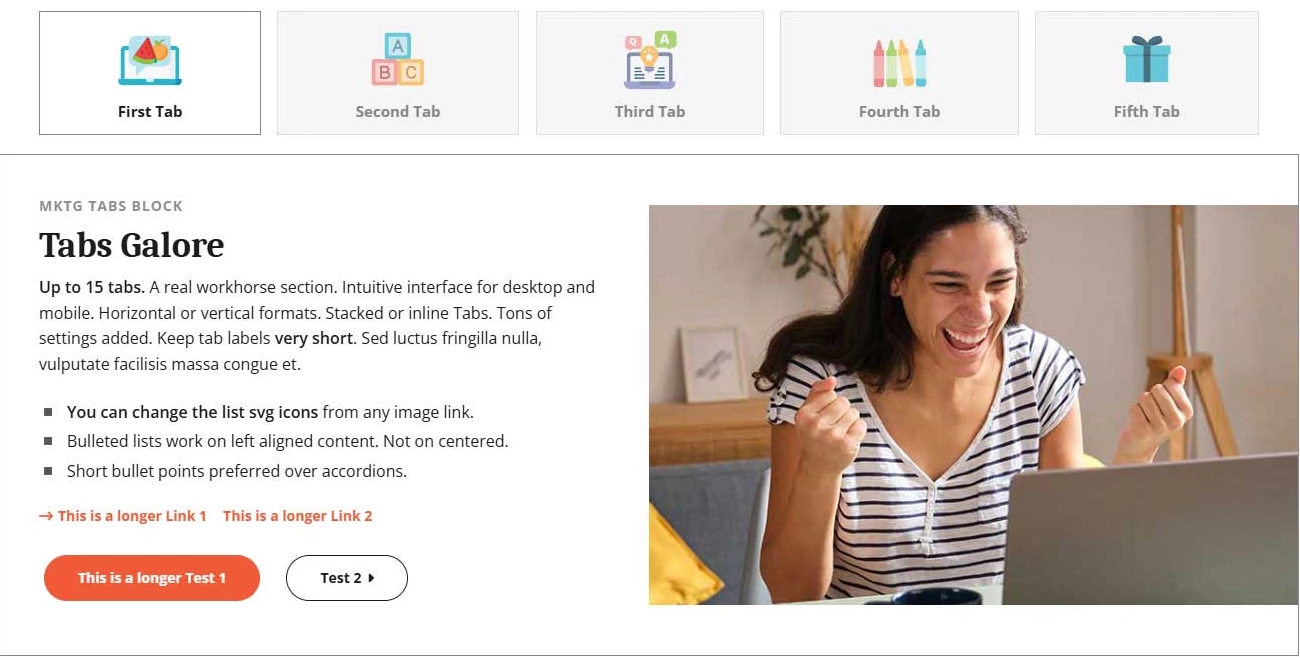 A
B C
Q A
First Tab
Second Tab
Third Tab
Fourth Tab
Fifth Tab
MKTG TABS BLOCK
Tabs Galore
Up to 15 tabs. A real workhorse section. Intuitive interface for desktop and
mobile. Horizontal or vertical formats. Stacked or inline Tabs. Tons of
settings added. Keep tab labels very short. Sed luctus fringilla nulla,
vulputate facilisis massa congue et.
You can change the list svg icons from any image link.
Bulleted lists work on left aligned content. Not on centered.
Short bullet points preferred over accordions.
→ This is a longer Link 1 This is a longer Link 2
This is a longer Test 1
Test 2